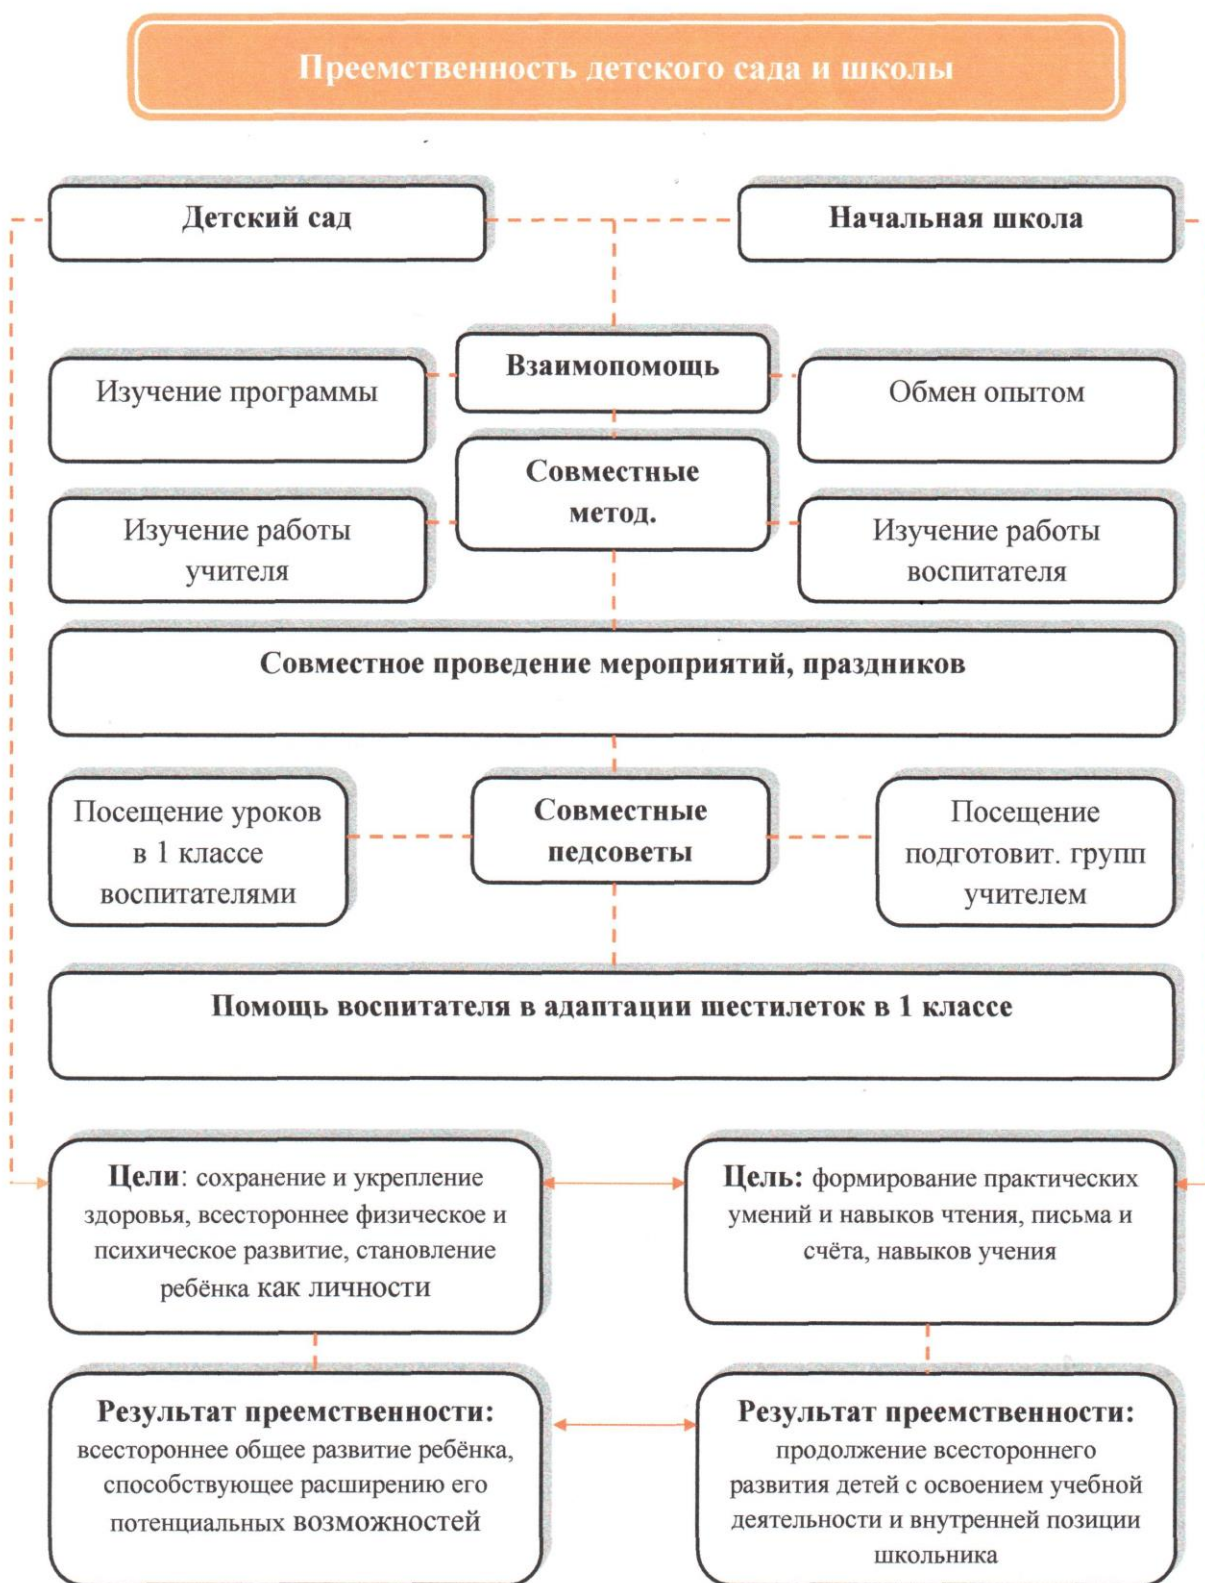 Преемственность детского сада и школы
Детский сад
Начальная школа
Взаимопомощь
Изучение программы
Обмен опытом
Совместные
метод.
Изучение работы
учителя
Изучение работы
воспитателя
Совместное проведение мероприятий, праздников
Посещение уроков
в 1 классе
воспитателями
Совместные
педсоветы
Посещение
подготовит. групп
учителем
Помощь воспитателя в адаптации шестилеток в 1 классе
Цели: сохранение и укрепление
здоровья, всестороннее физическое и
психическое развитие, становление
ребёнка как личности
Цель: формирование практических
умений и навыков чтения, письма и
счёта, навыков учения
Результат преемственности:
всестороннее общее развитие ребёнка,
способствующее расширению его
потенциальных возможностей
Результат преемственности:
продолжение всестороннего
развития детей с освоением учебной
деятельности и внутренней позиции
школьника